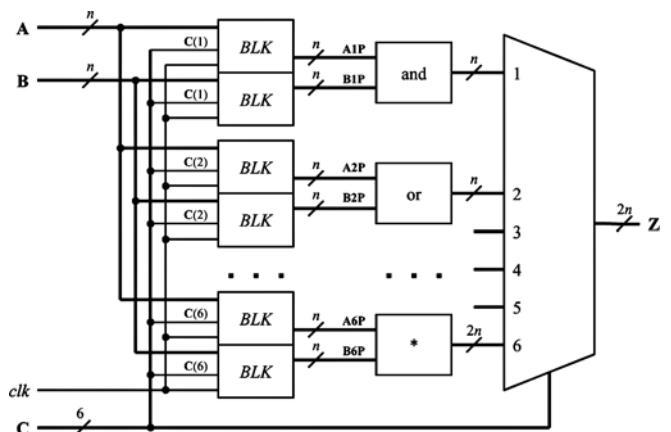 A n C(1) BLK n A1P and n 1
B n C(1) BLK n B1P
C(2) BLK n A2P or n 2
C(2) BLK n B2P
3
2n Z
. . . . . . 4
5
C(6) BLK n A6P * 2n 6
C(6) BLK n B6P
clk
C 6